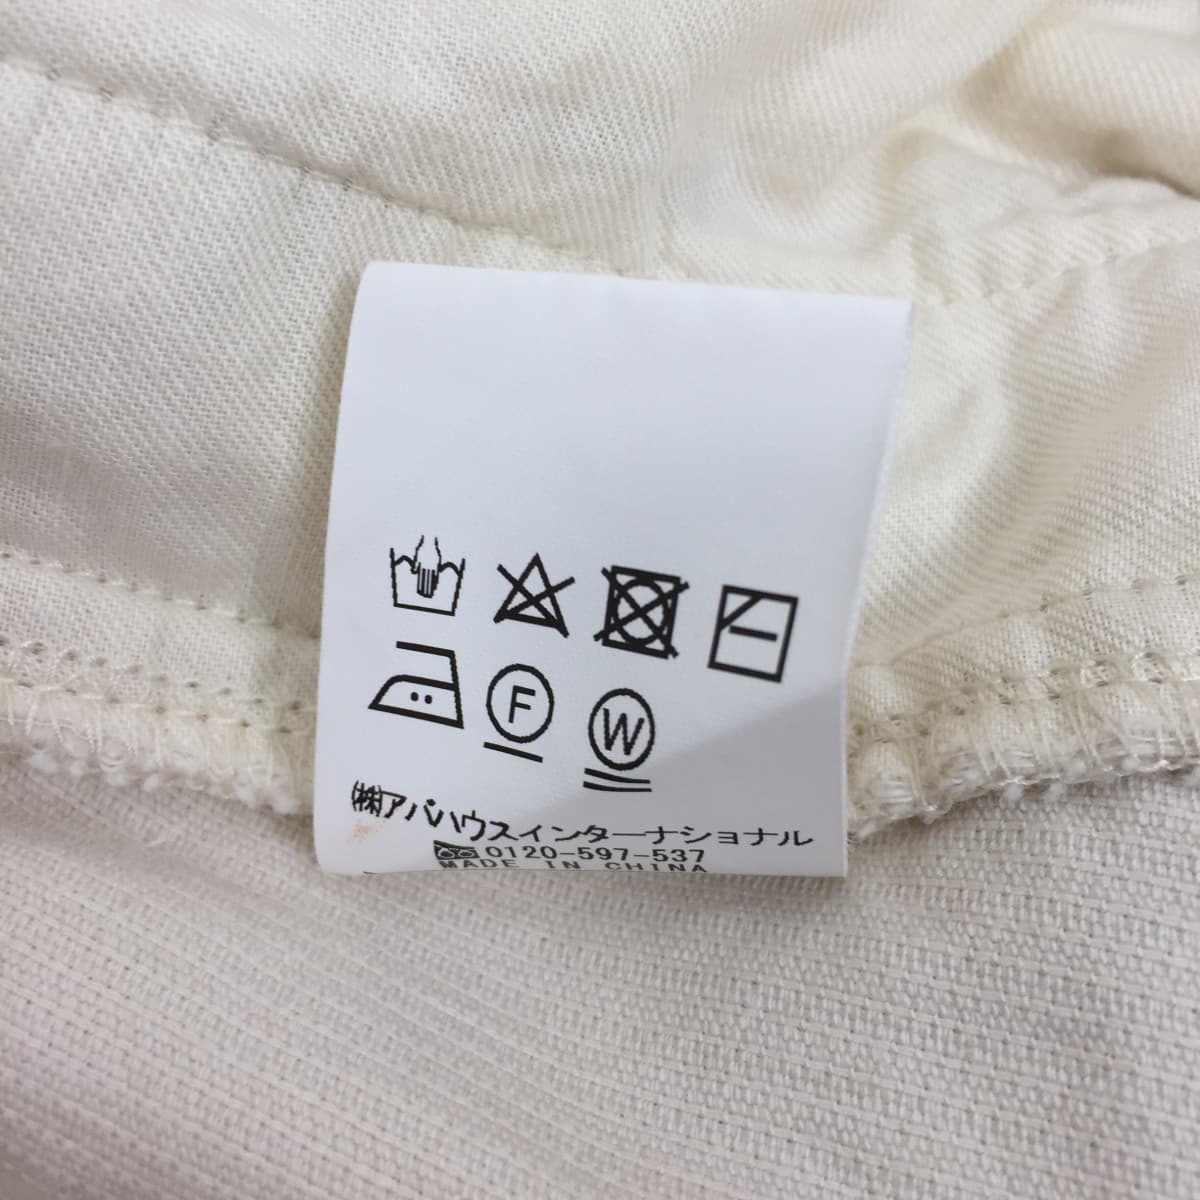 F
W
(株)アバハウスインターナショナル
0120-597-537
MADE IN CHINA